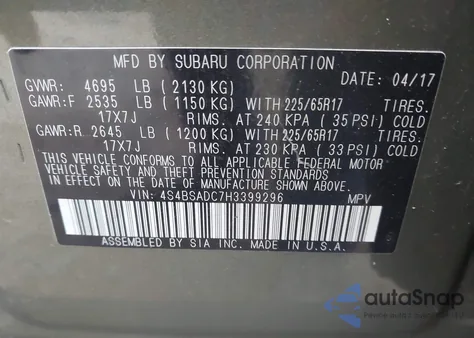 MFD BY SUBARU CORPORATION
GVWR: 4695 LB (2130 KG) DATE: 04/17
GAWR:F 2535 LB (1150 KG) WITH 225/65R17 TIRES.
17X7J RIMS. AT 240 KPA (35 PSI) COLD
GAWR:R 2645 LB (1200 KG) WITH 225/65R17 TIRES.
17X7J RIMS. AT 230 KPA (33 PSI) COLD
THIS VEHICLE CONFORMS TO ALL APPLICABLE FEDERAL MOTOR
VEHICLE SAFETY, BUMPER, AND THEFT PREVENTION STANDARDS
IN EFFECT ON THE DATE OF MANUFACTURE SHOWN ABOVE.
VIN: 4S4BSADC7H3399296 MPV
ASSEMBLED BY SIA INC. MADE IN U.S.A.
autoSnap